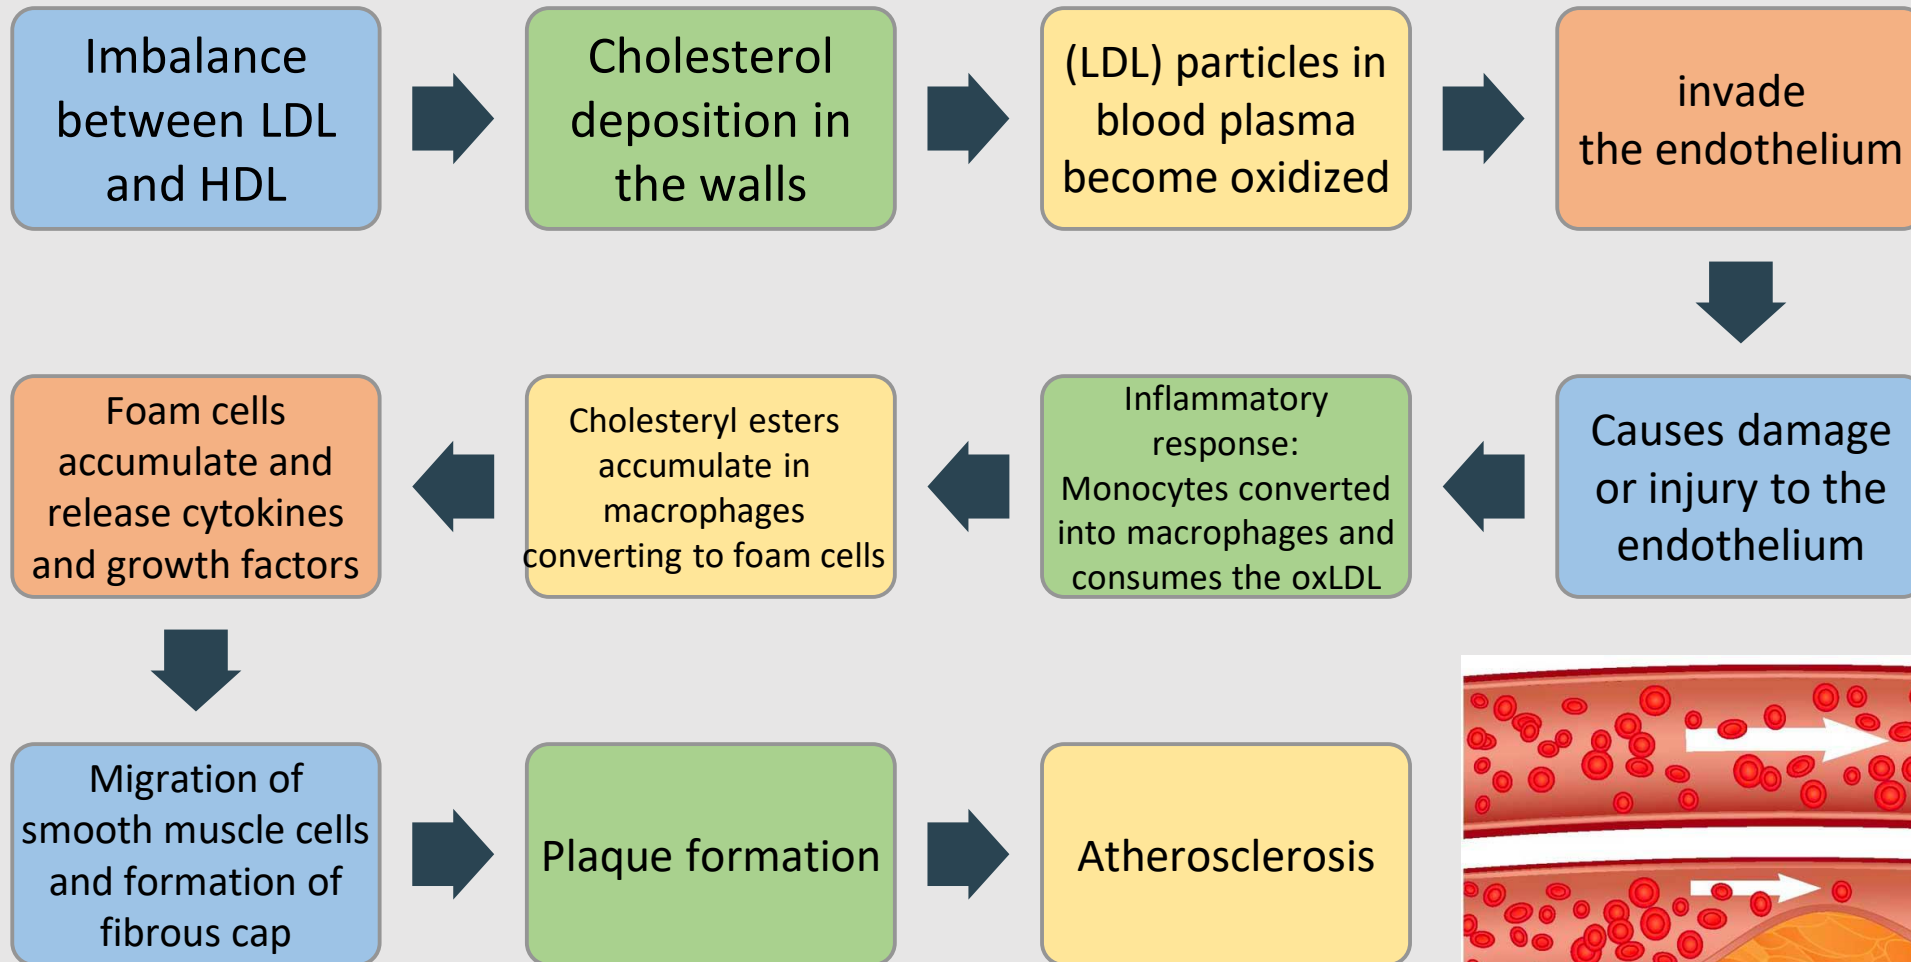 Imbalance
between LDL
and HDL
Cholesterol
deposition in
the walls
(LDL) particles in
blood plasma
become oxidized
invade
the endothelium
Causes damage
or injury to the
endothelium
Inflammatory
response:
Monocytes converted
into macrophages and
consumes the oxLDL
Cholesteryl esters
accumulate in
macrophages
converting to foam cells
Foam cells
accumulate and
release cytokines
and growth factors
Migration of
smooth muscle cells
and formation of
fibrous cap
Plaque formation
Atherosclerosis